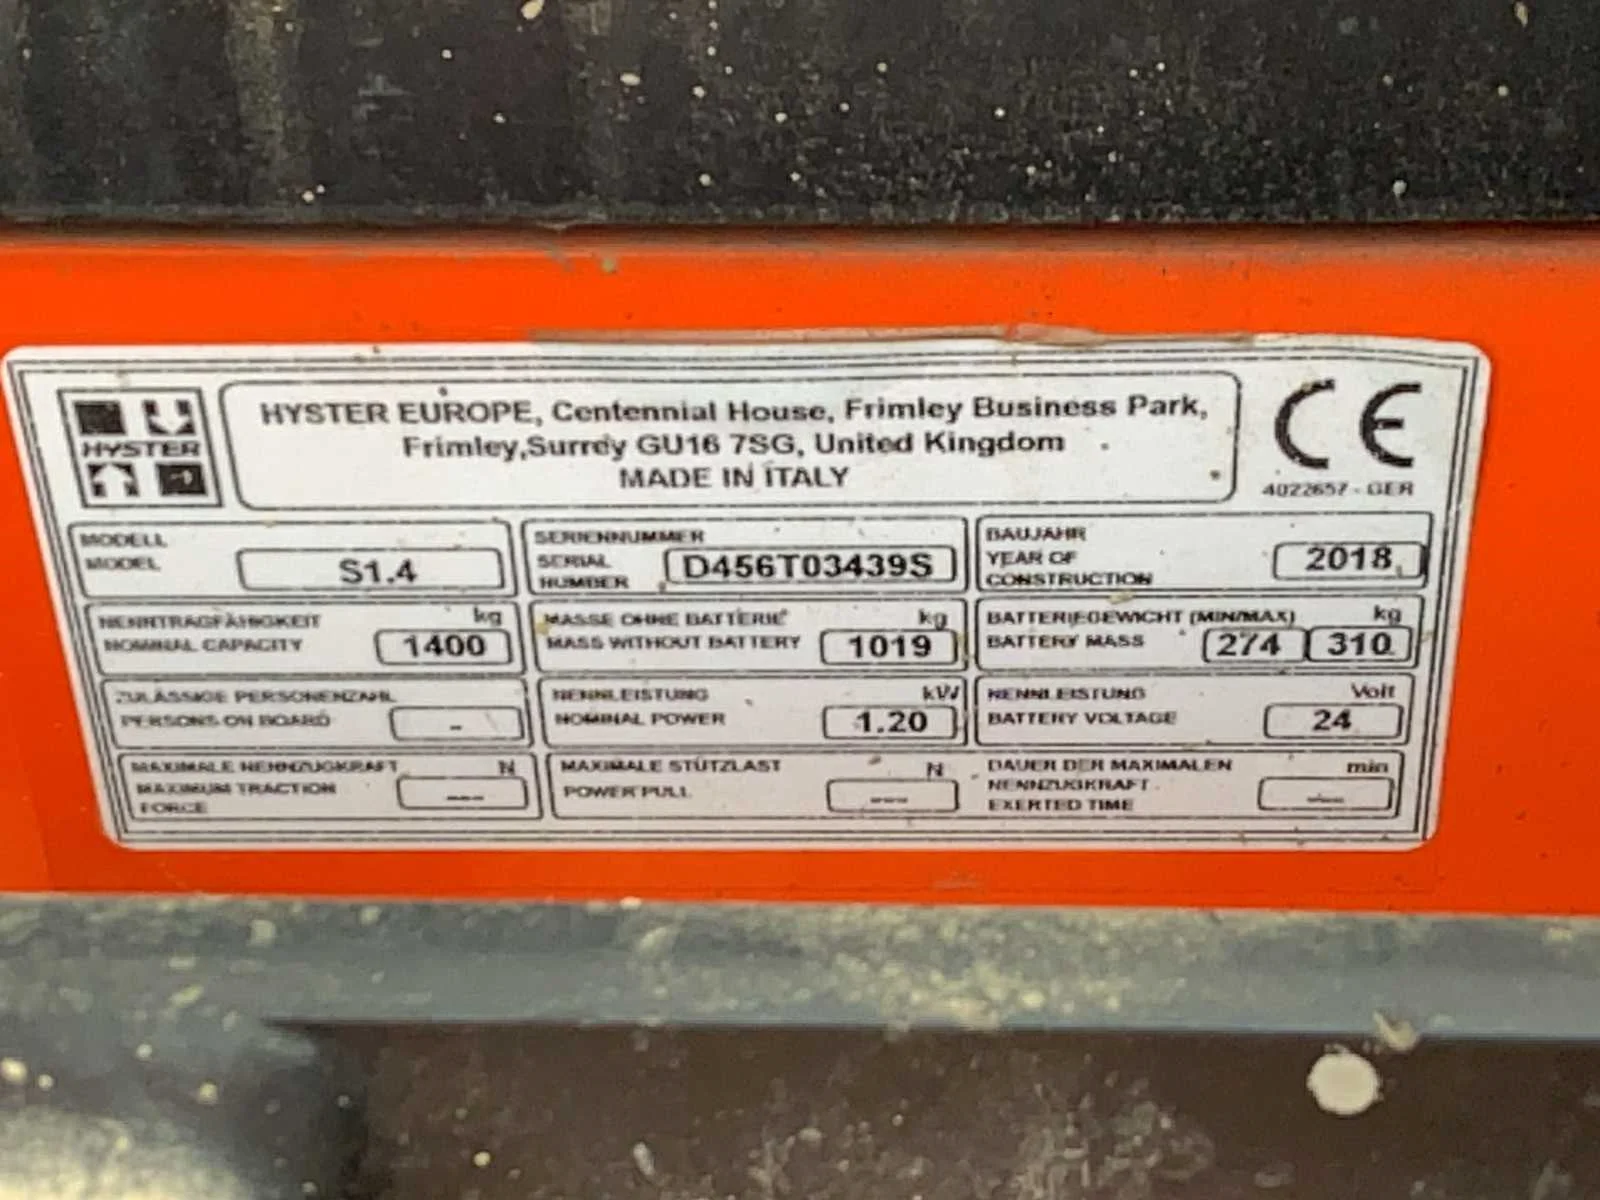 HYSTER
HYSTER EUROPE, Centennial House, Frimley Business Park,
Frimley,Surrey GU16 7SG, United Kingdom
MADE IN ITALY
CE
4022657 - GER
MODELL
MODEL
S1.4
SERIENNUMMER
SERIAL
NUMBER
D456T03439S
BAUJAHR
YEAR OF
CONSTRUCTION
2018
NENNTRAGFÄHIGKEIT
NOMINAL CAPACITY
kg
1400
MASSE OHNE BATTERIE
MASS WITHOUT BATTERY
kg
1019
BATTERIEGEWICHT (MIN/MAX)
BATTERY MASS
kg
274 310
ZULÄSSIGE PERSONENZAHL
PERSONS ON BOARD
-
NENNLEISTUNG
NOMINAL POWER
kW
1.20
NENNLEISTUNG
BATTERY VOLTAGE
Volt
24
MAXIMALE NENNZUGKRAFT
MAXIMUM TRACTION
FORCE
N
---
MAXIMALE STÜTZLAST
POWER PULL
N
---
DAUER DER MAXIMALEN
NENNZUGKRAFT
EXERTED TIME
min
---